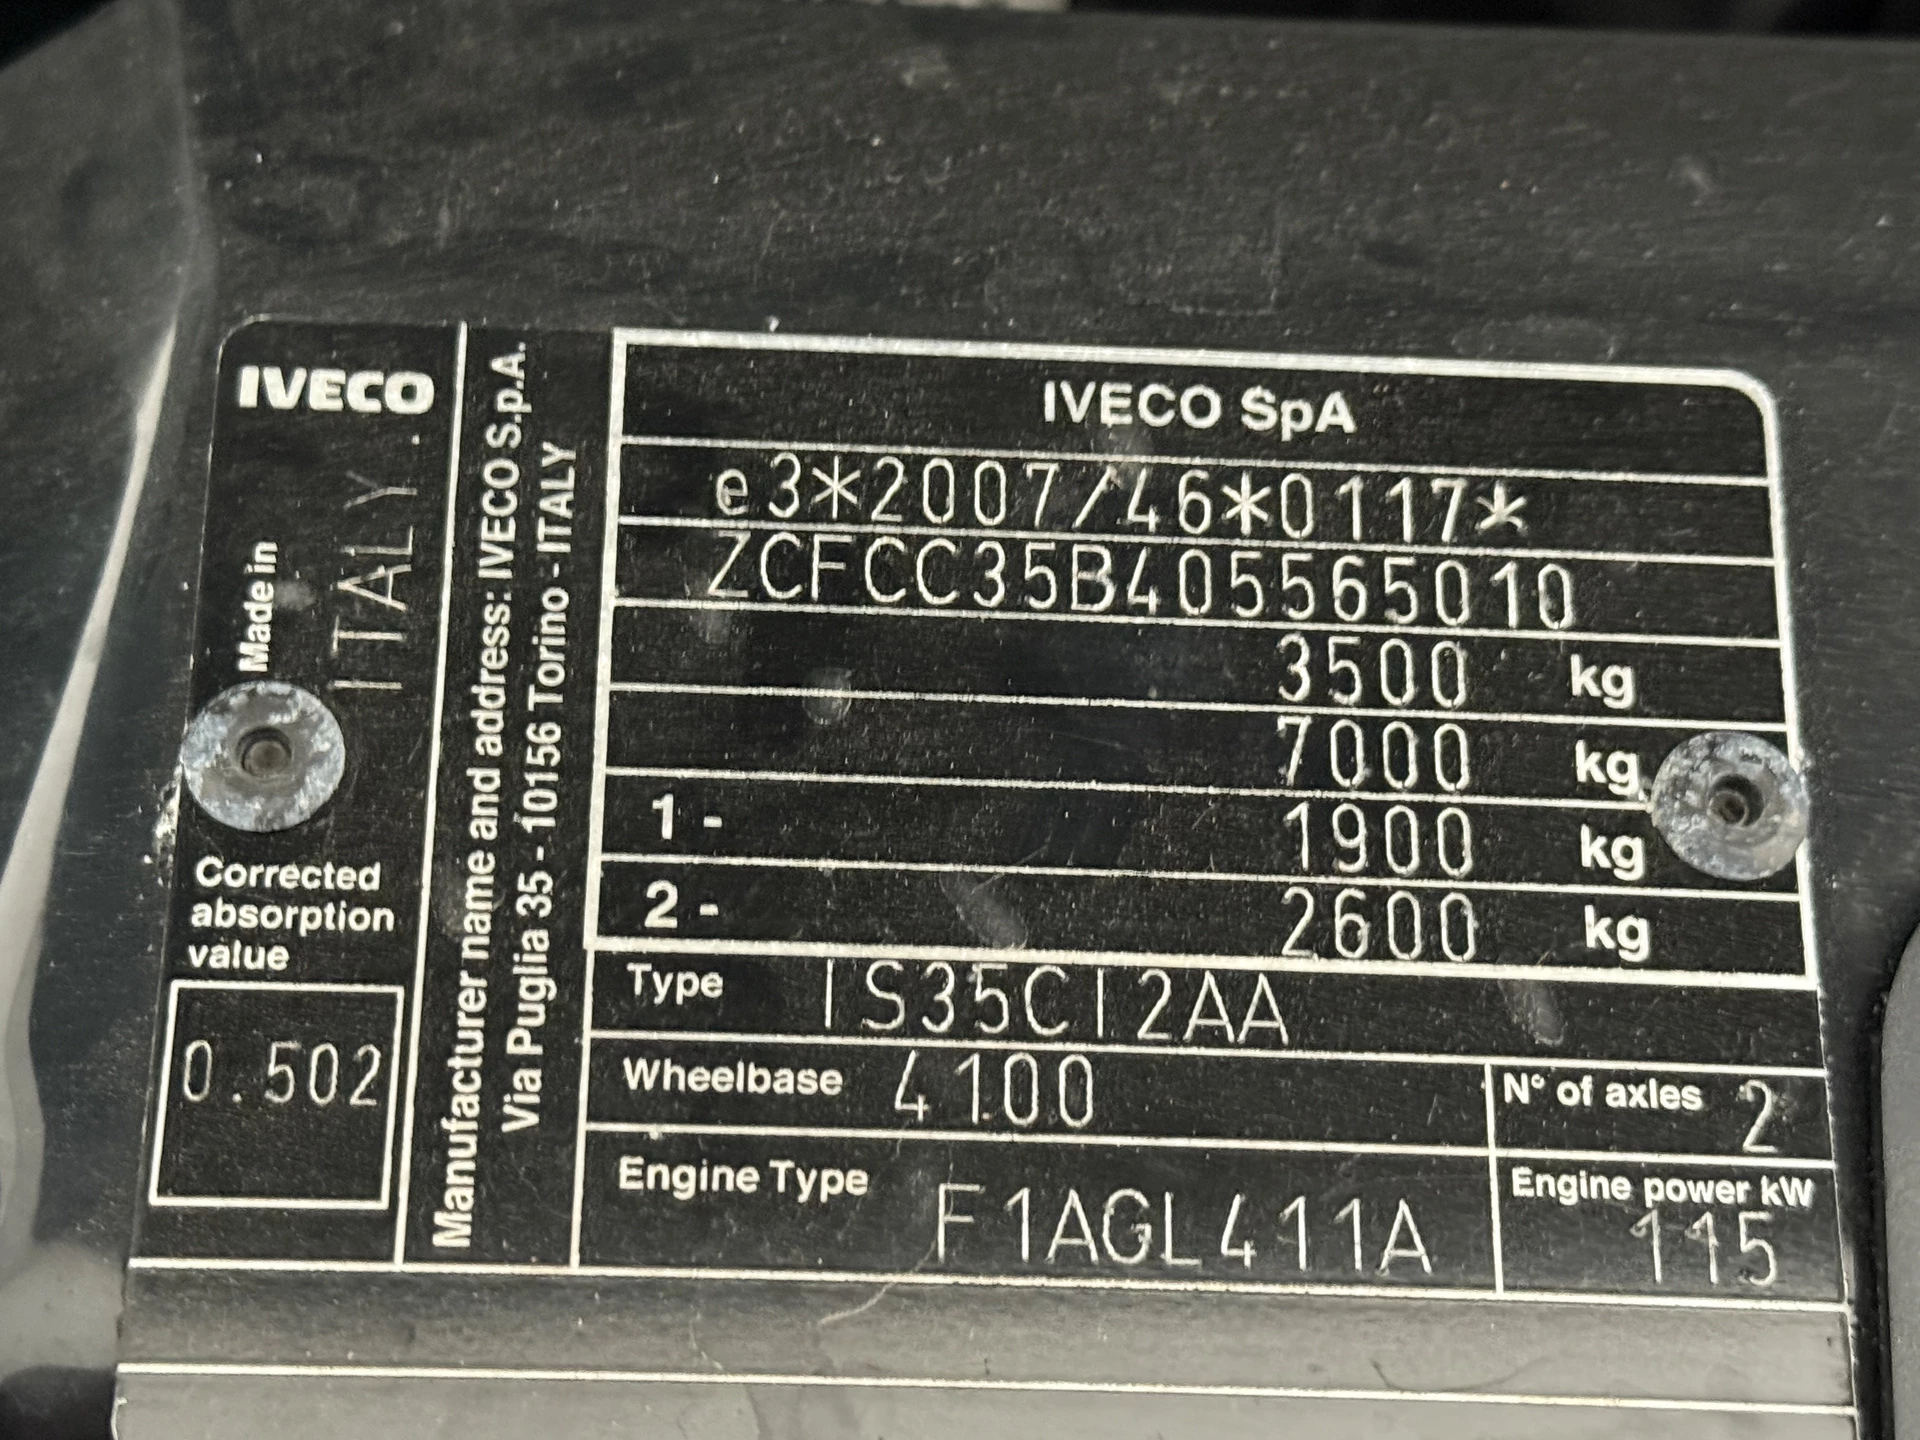 IVECO
Made in
ITALY .
Corrected
absorption
value
0.502
Manufacturer name and address: IVECO S.p.A.
Via Puglia 35 - 10156 Torino - ITALY
IVECO SpA
e3*2007/46*0117*
ZCFCC35B405565010
3500 kg
7000 kg
1 - 1900 kg
2 - 2600 kg
Type IS35CI2AA
Wheelbase 4100
N° of axles 2
Engine Type F1AGL411A
Engine power kW
115